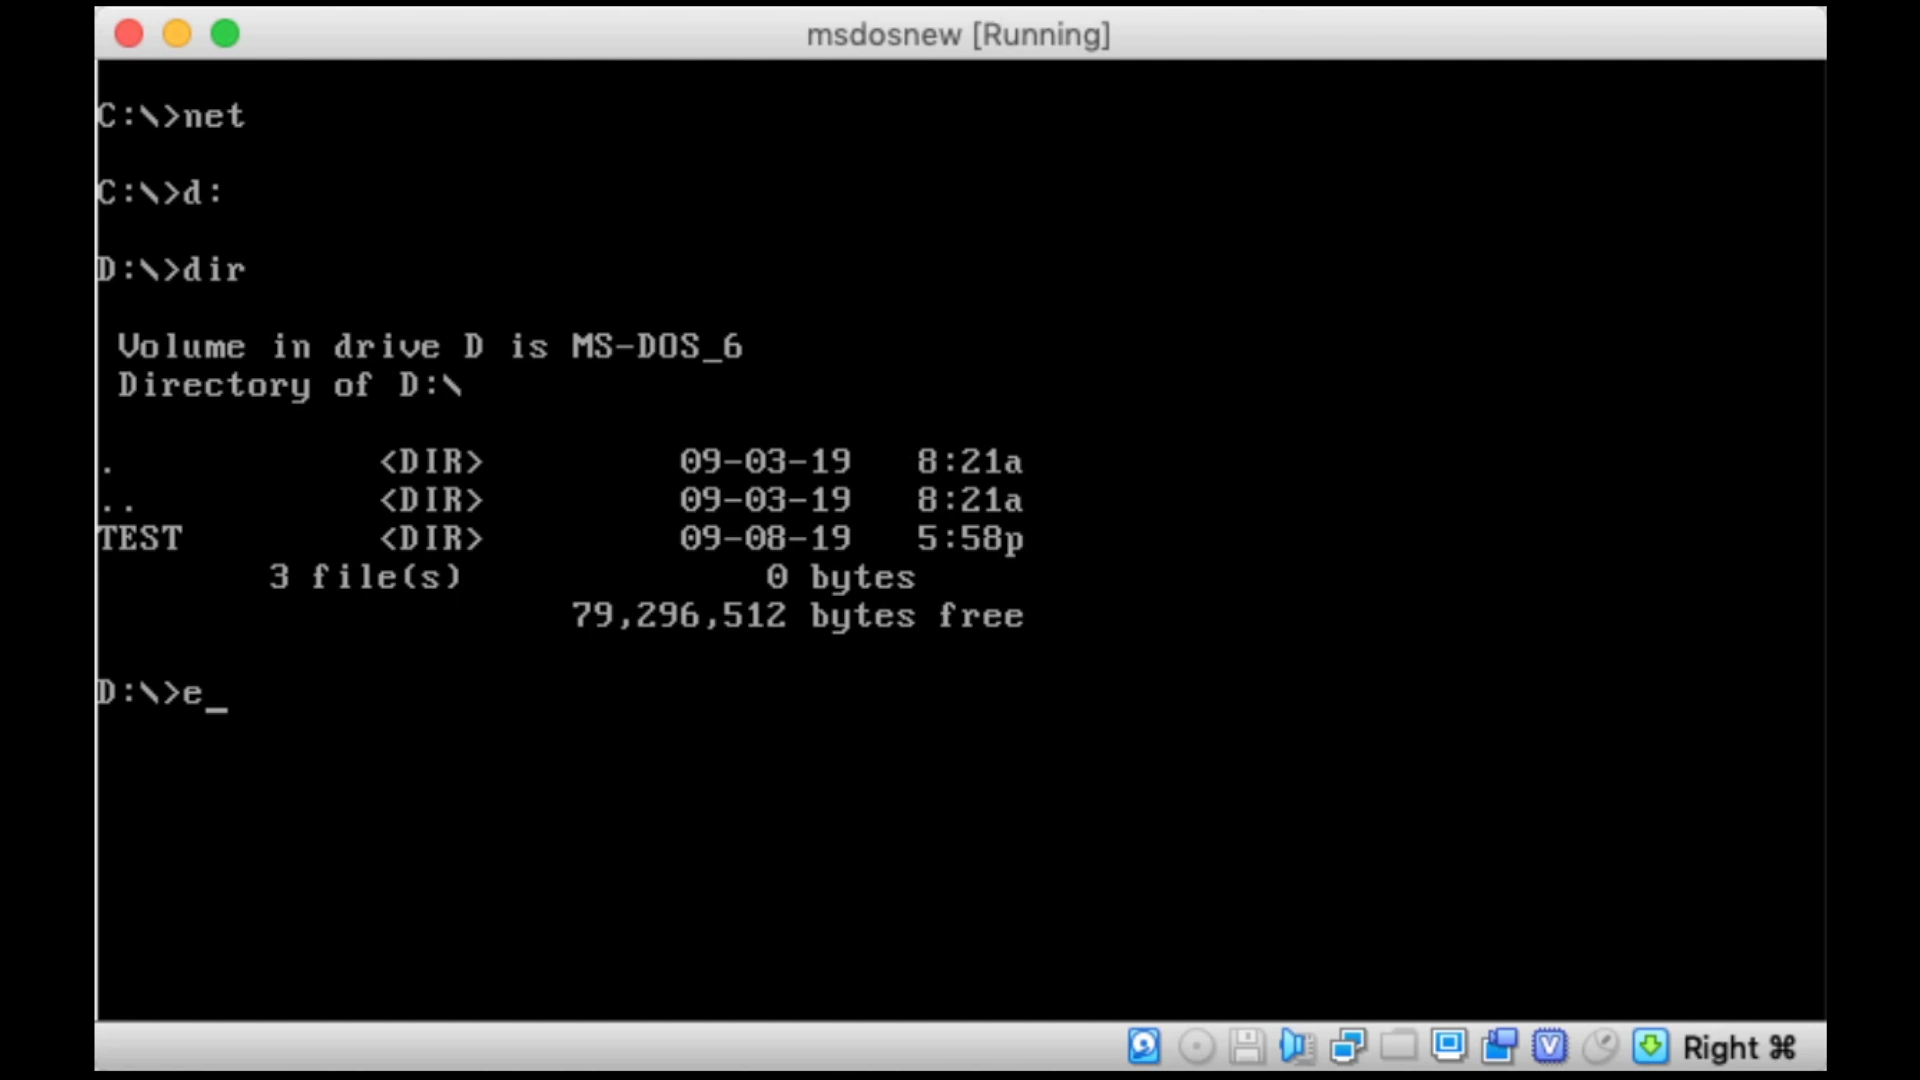 msdosnew [Running]
C:\>net
C:\>d:
D:\>dir
Volume in drive D is MS-DOS_6
Directory of D:\
. <DIR> 09-03-19 8:21a
.. <DIR> 09-03-19 8:21a
TEST <DIR> 09-08-19 5:58p
3 file(s) 0 bytes
79,296,512 bytes free
D:\>e_
Right ⌘